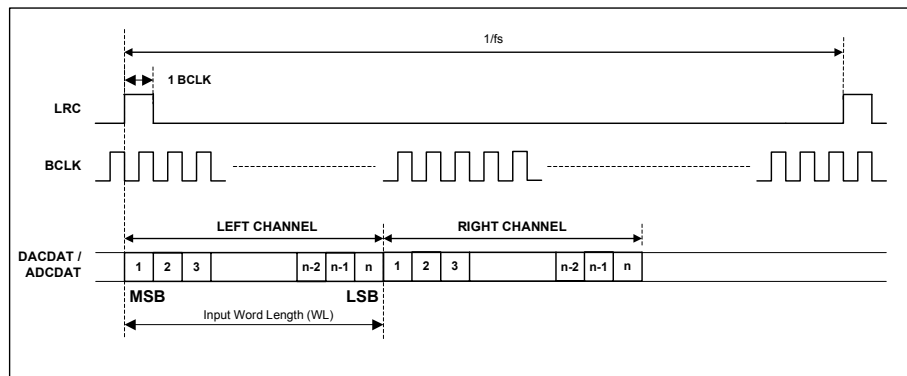 1/fs
1 BCLK
LRC
BCLK
LEFT CHANNEL RIGHT CHANNEL
DACDAT /
ADCDAT
1 2 3 n-2 n-1 n 1 2 3 n-2 n-1 n
MSB LSB
Input Word Length (WL)